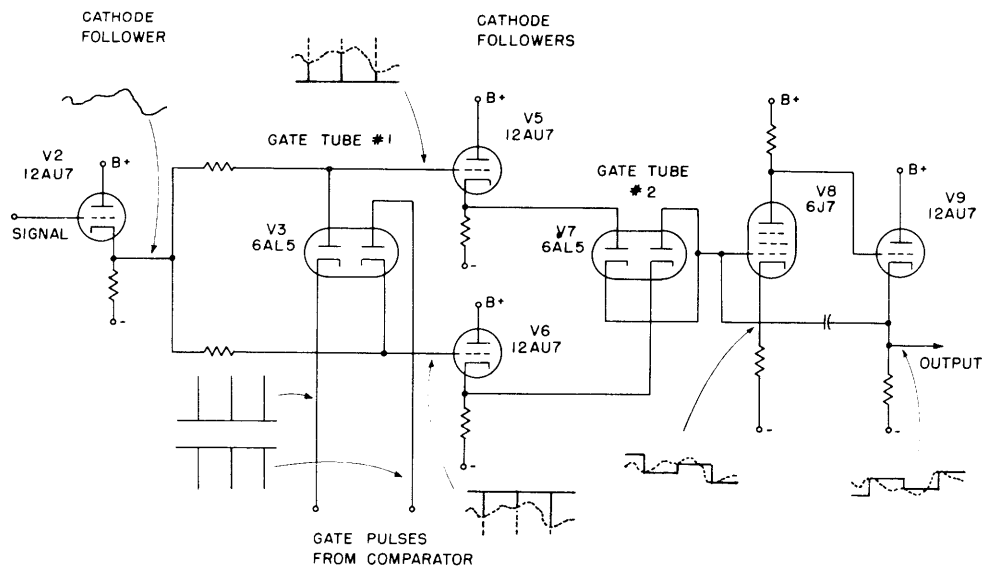 CATHODE
FOLLOWER
CATHODE
FOLLOWERS
B+
V5
12AU7
B+
GATE TUBE #1
V2
12AU7
B+
GATE TUBE
#2
V8
6J7
V9
12AU7
B+
SIGNAL
V3
6AL5
V7
6AL5
-
-
B+
V6
12AU7
OUTPUT
-
-
-
GATE PULSES
FROM COMPARATOR